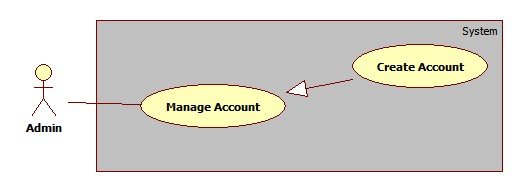 System
Create Account
Manage Account
Admin